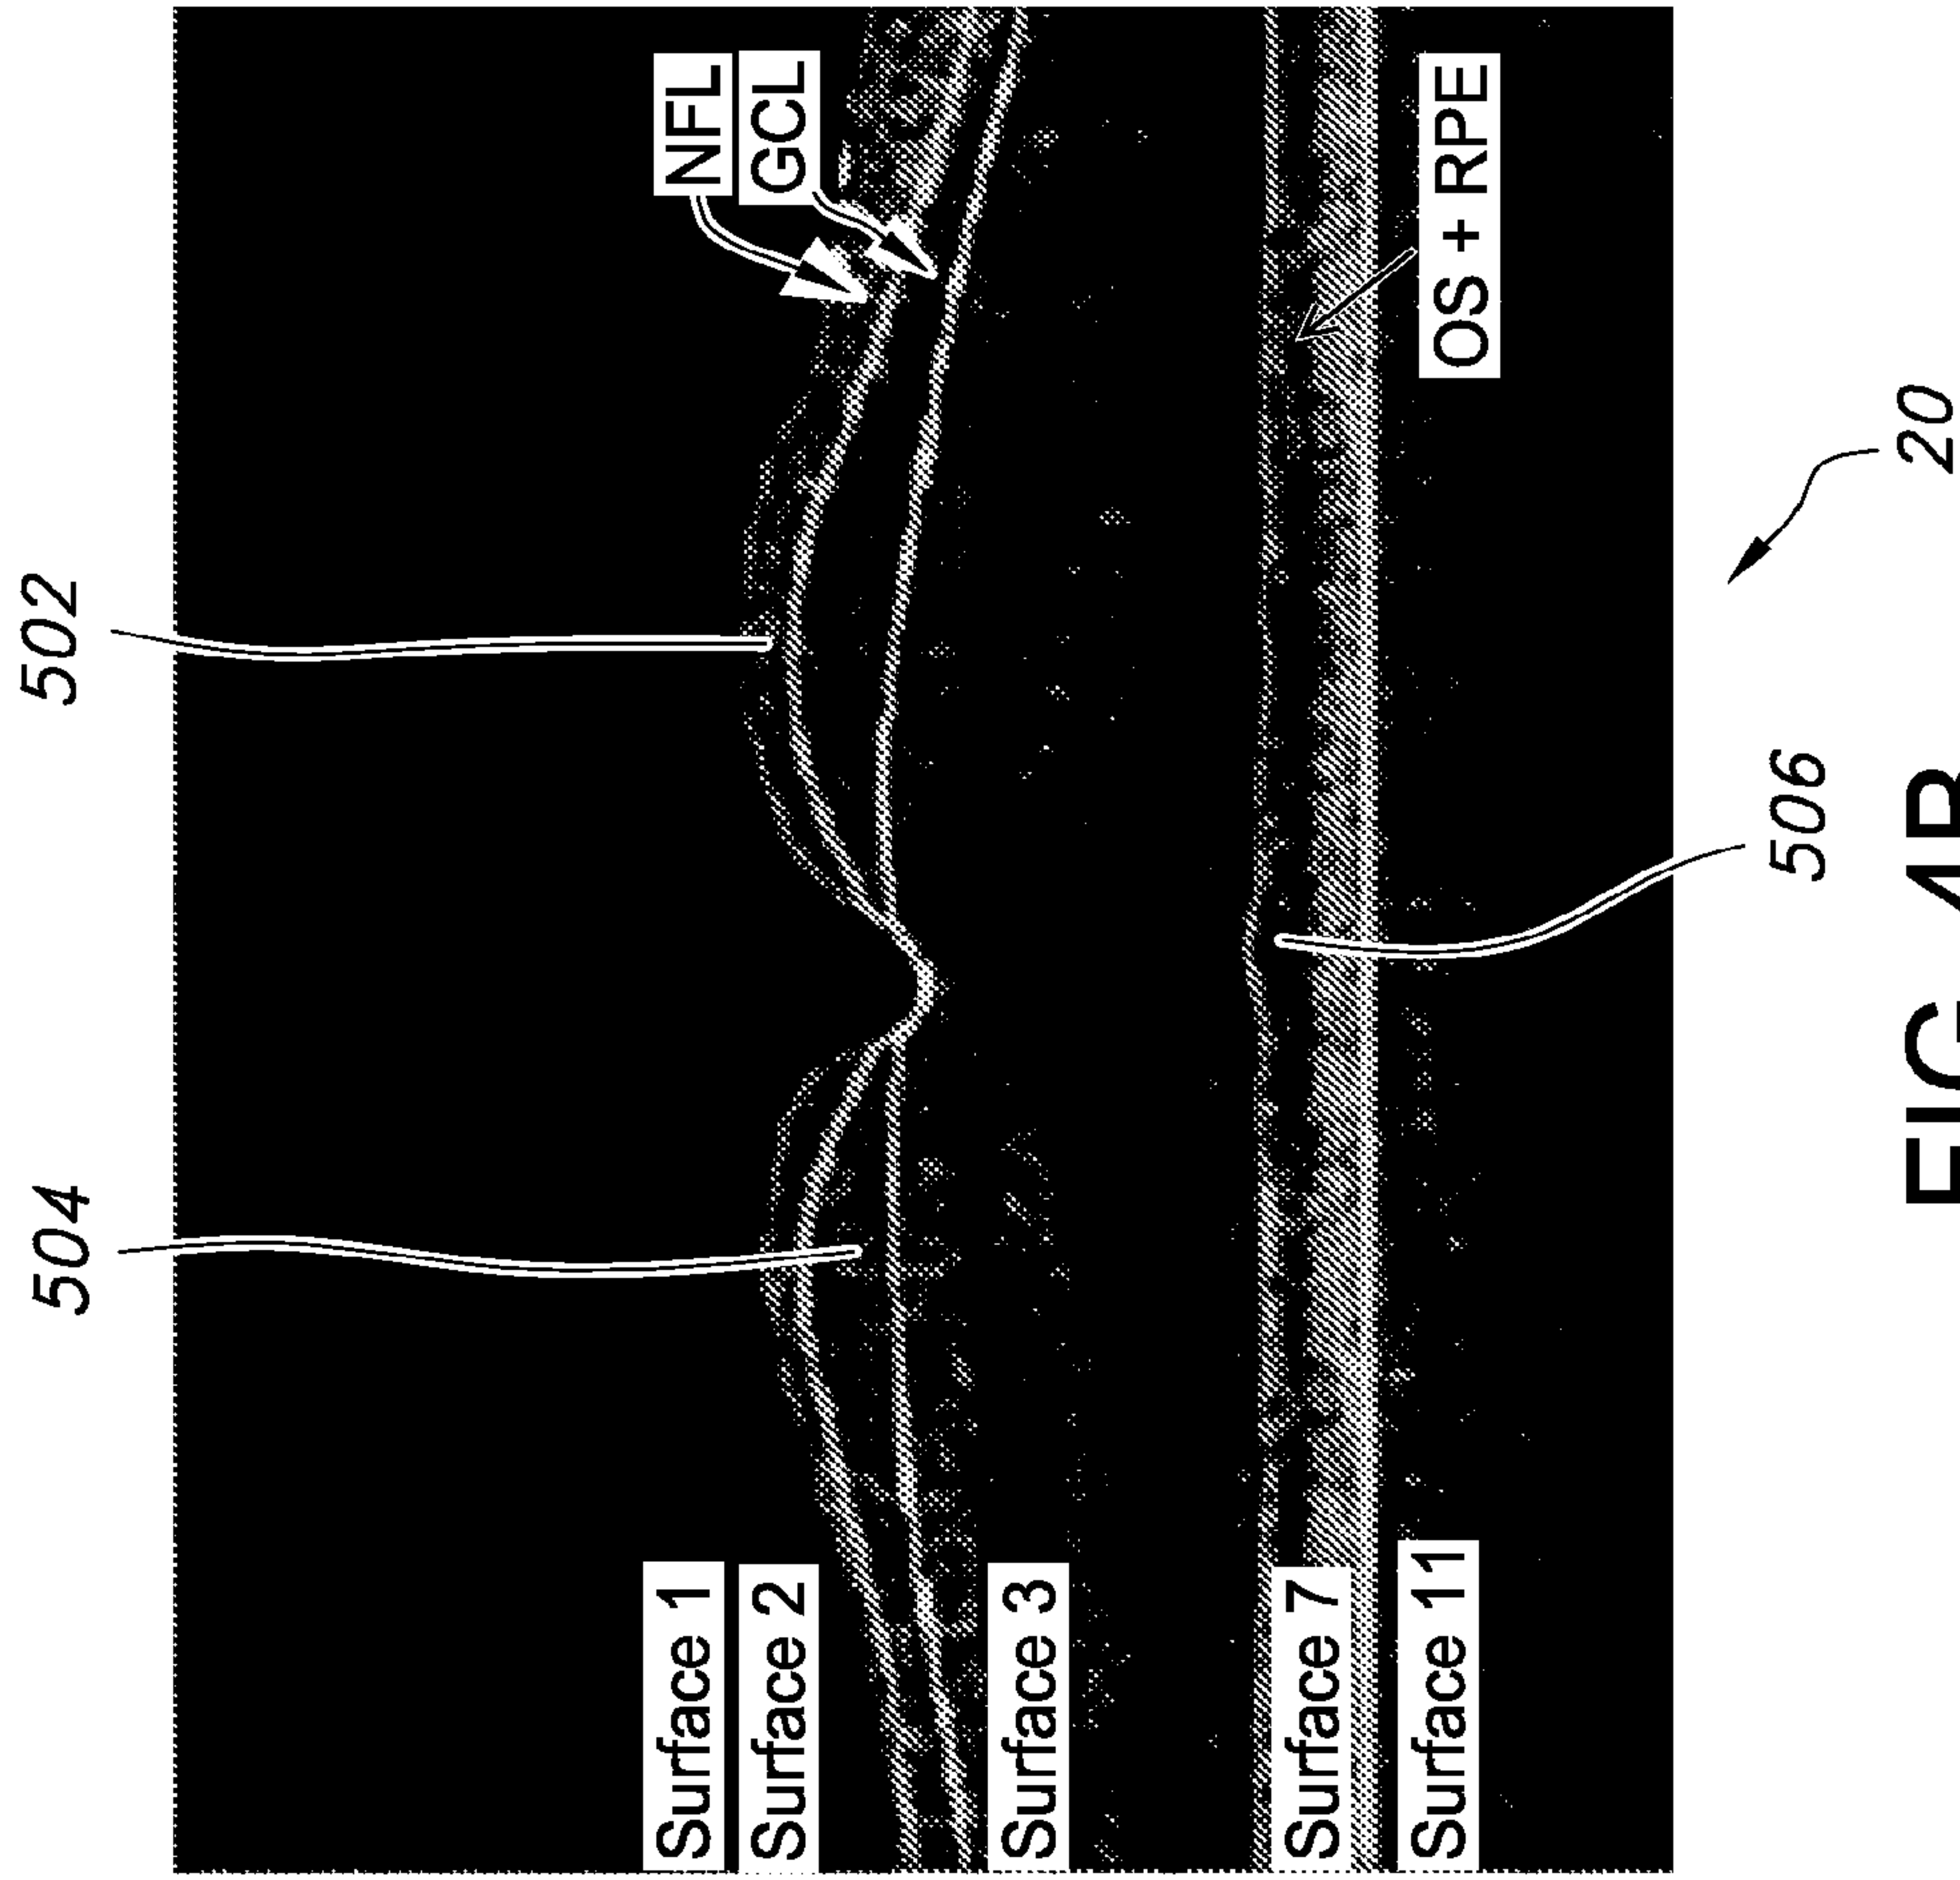 504
502
NFL
GCL
Surface 1
Surface 2
Surface 3
Surface 7
Surface 11
OS + RPE
506
20
FIG. 4B